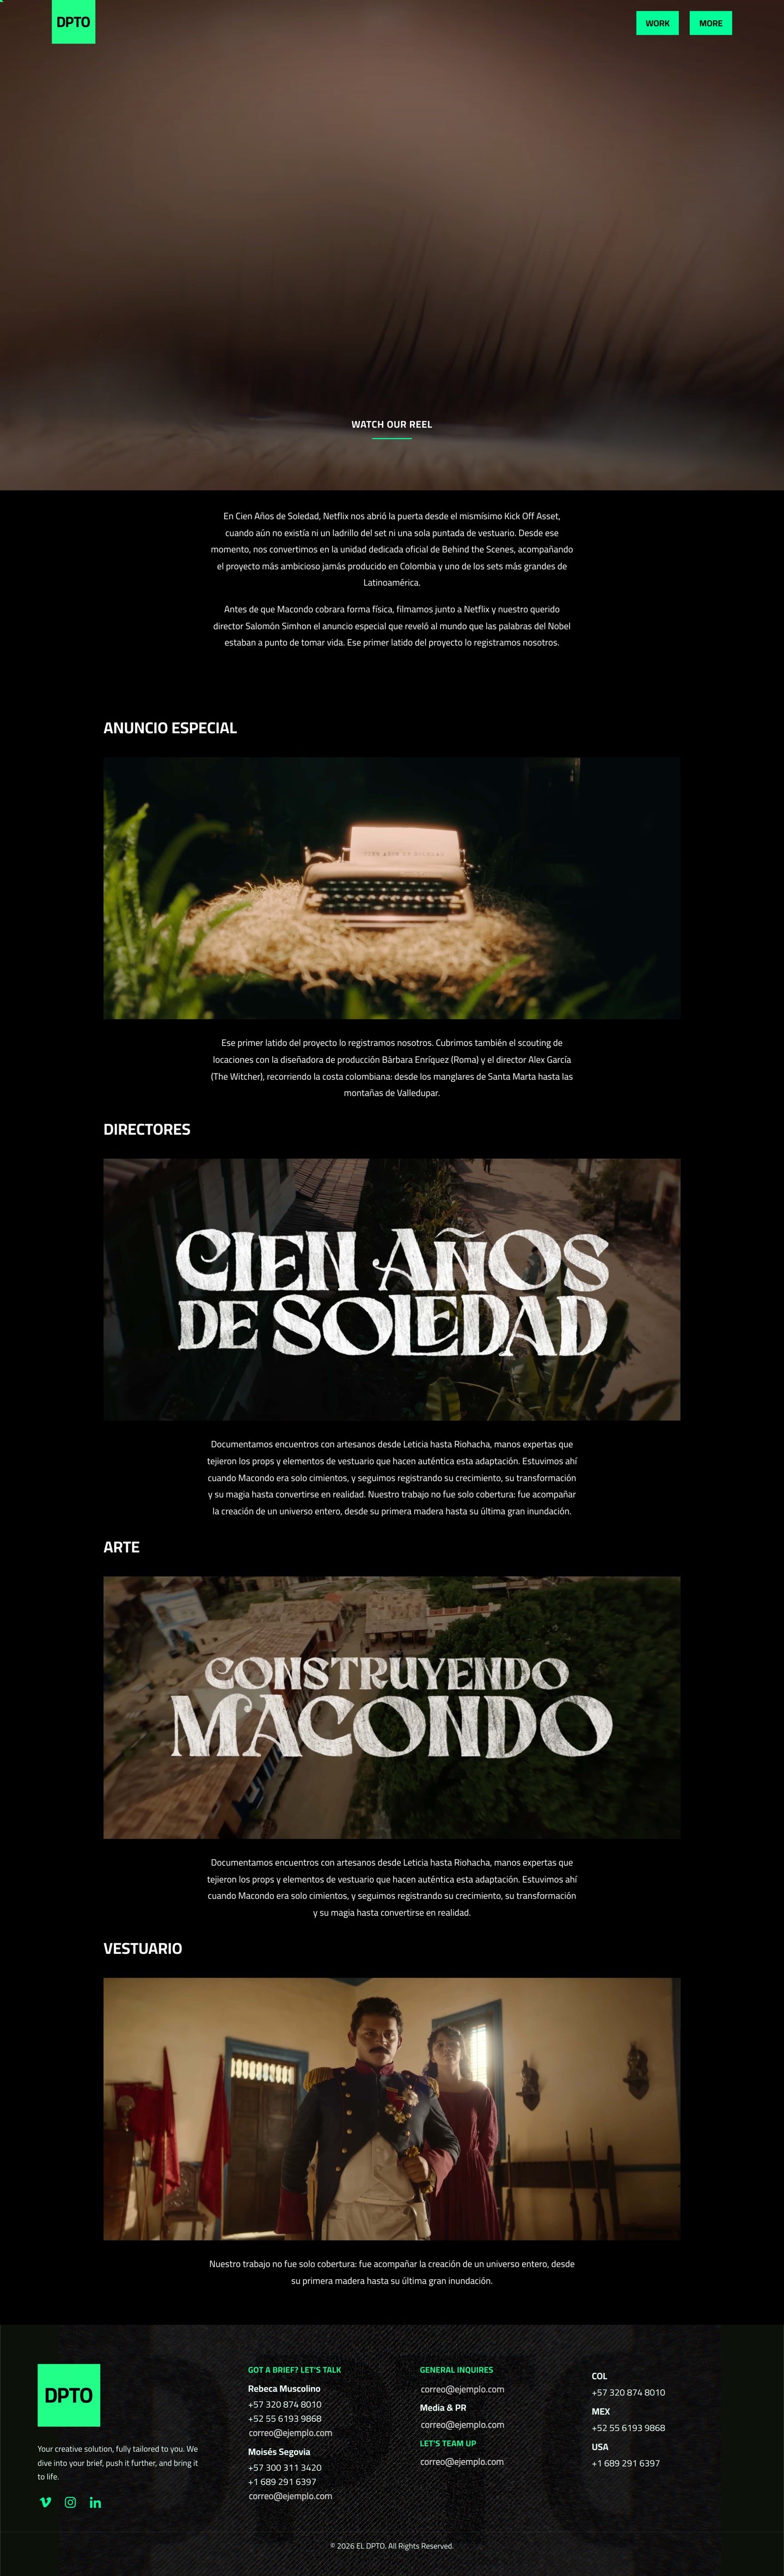 DPTO
WORK
MORE
WATCH OUR REEL
En Cien Años de Soledad, Netflix nos abrió la puerta desde el mismísimo Kick Off Asset,
cuando aún no existía ni un ladrillo del set ni una sola puntada de vestuario. Desde ese
momento, nos convertimos en la unidad dedicada oficial de Behind the Scenes, acompañando
el proyecto más ambicioso jamás producido en Colombia y uno de los sets más grandes de
Latinoamérica.
Antes de que Macondo cobrara forma física, filmamos junto a Netflix y nuestro querido
director Salomón Simhon el anuncio especial que reveló al mundo que las palabras del Nobel
estaban a punto de tomar vida. Ese primer latido del proyecto lo registramos nosotros.
ANUNCIO ESPECIAL
Ese primer latido del proyecto lo registramos nosotros. Cubrimos también el scouting de
locaciones con la diseñadora de producción Bárbara Enríquez (Roma) y el director Alex García
(The Witcher), recorriendo la costa colombiana: desde los manglares de Santa Marta hasta las
montañas de Valledupar.
DIRECTORES
CIEN AÑOS
DE SOLEDAD
Documentamos encuentros con artesanos desde Leticia hasta Riohacha, manos expertas que
tejieron los props y elementos de vestuario que hacen auténtica esta adaptación. Estuvimos ahí
cuando Macondo era solo cimientos, y seguimos registrando su crecimiento, su transformación
y su magia hasta convertirse en realidad. Nuestro trabajo no fue solo cobertura: fue acompañar
la creación de un universo entero, desde su primera madera hasta su última gran inundación.
ARTE
CONSTRUYENDO
MACONDO
Documentamos encuentros con artesanos desde Leticia hasta Riohacha, manos expertas que
tejieron los props y elementos de vestuario que hacen auténtica esta adaptación. Estuvimos ahí
cuando Macondo era solo cimientos, y seguimos registrando su crecimiento, su transformación
y su magia hasta convertirse en realidad.
VESTUARIO
Nuestro trabajo no fue solo cobertura: fue acompañar la creación de un universo entero, desde
su primera madera hasta su última gran inundación.
DPTO
Your creative solution, fully tailored to you. We
dive into your brief, push it further, and bring it
to life.
GOT A BRIEF? LET'S TALK
Rebeca Muscolino
+57 320 874 8010
+52 55 6193 9868
correo@ejemplo.com
Moisés Segovia
+57 300 311 3420
+1 689 291 6397
correo@ejemplo.com
GENERAL INQUIRES
correo@ejemplo.com
Media & PR
correo@ejemplo.com
LET'S TEAM UP
correo@ejemplo.com
COL
+57 320 874 8010
MEX
+52 55 6193 9868
USA
+1 689 291 6397
© 2026 EL DPTO. All Rights Reserved.